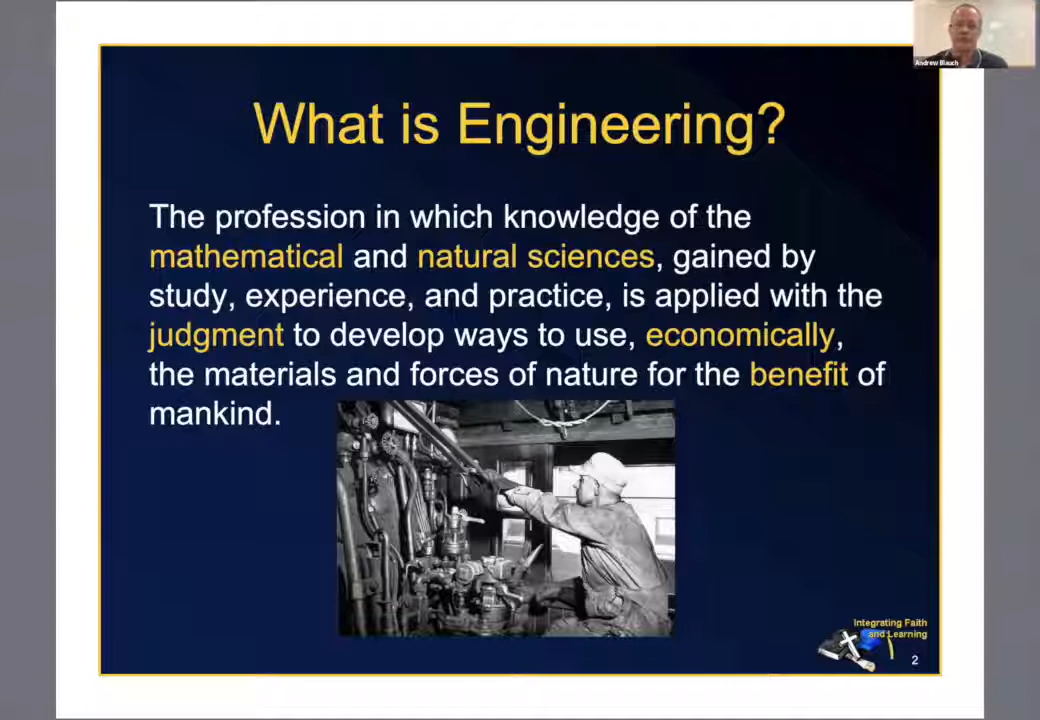 Andrew Blauch
What is Engineering?
The profession in which knowledge of the
mathematical and natural sciences, gained by
study, experience, and practice, is applied with the
judgment to develop ways to use, economically,
the materials and forces of nature for the benefit of
mankind.
Integrating Faith
and Learning
2